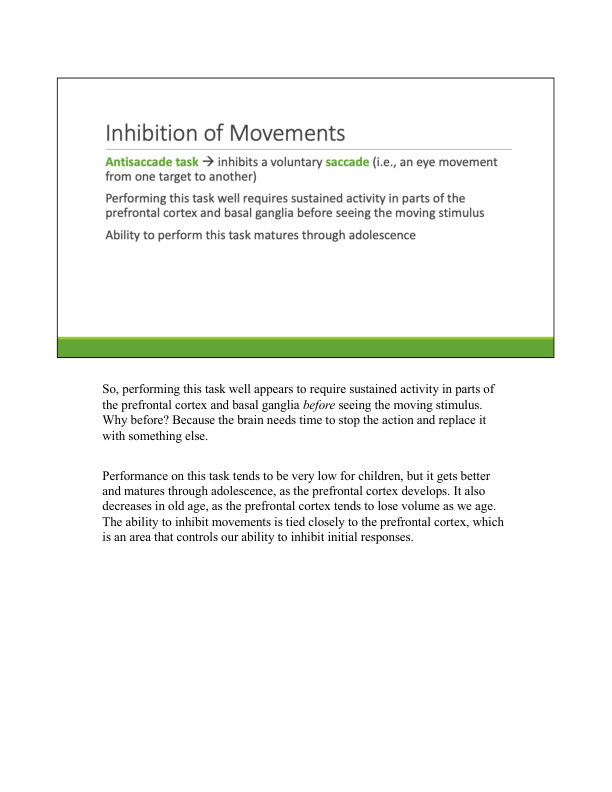 Inhibition of Movements
Antisaccade task → inhibits a voluntary saccade (i.e., an eye movement
from one target to another)
Performing this task well requires sustained activity in parts of the
prefrontal cortex and basal ganglia before seeing the moving stimulus
Ability to perform this task matures through adolescence
So, performing this task well appears to require sustained activity in parts of
the prefrontal cortex and basal ganglia before seeing the moving stimulus.
Why before? Because the brain needs time to stop the action and replace it
with something else.
Performance on this task tends to be very low for children, but it gets better
and matures through adolescence, as the prefrontal cortex develops. It also
decreases in old age, as the prefrontal cortex tends to lose volume as we age.
The ability to inhibit movements is tied closely to the prefrontal cortex, which
is an area that controls our ability to inhibit initial responses.